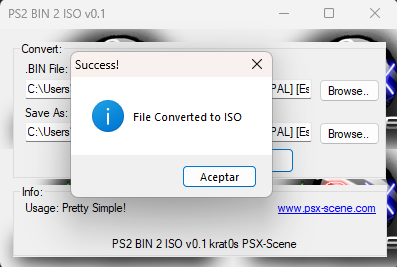 PS2 BIN 2 ISO v0.1
Convert:
.BIN File:
C:\Users
PAL] [Es
Browse..
Save As:
C:\Users
PAL] [Es
Browse..
Success!
File Converted to ISO
Aceptar
Info:
Usage: Pretty Simple!
www.psx-scene.com
PS2 BIN 2 ISO v0.1 krat0s PSX-Scene